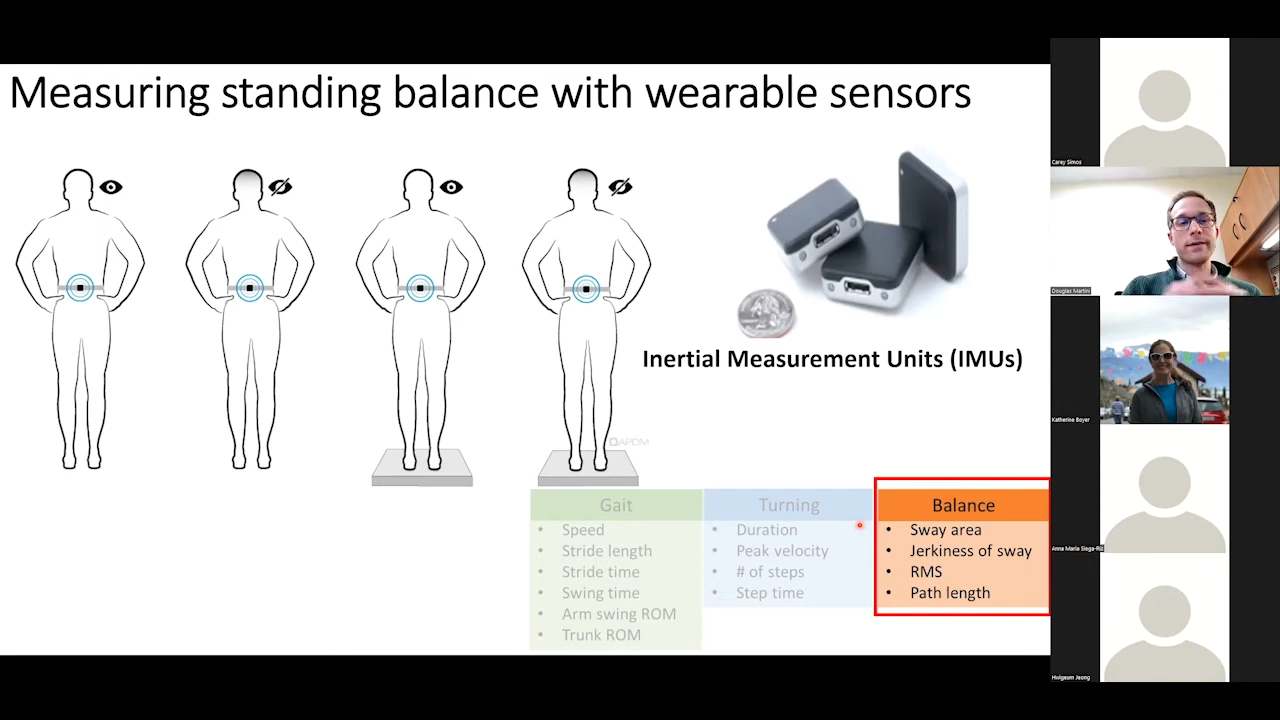 Measuring standing balance with wearable sensors
Inertial Measurement Units (IMUs)
APDM
Gait
• Speed
• Stride length
• Stride time
• Swing time
• Arm swing ROM
• Trunk ROM
Turning
• Duration
• Peak velocity
• # of steps
• Step time
Balance
• Sway area
• Jerkiness of sway
• RMS
• Path length
Carey Simos
Douglas Martini
Katherine Boyer
Anna Maria Siega-Riz
Hwigeum Jeong